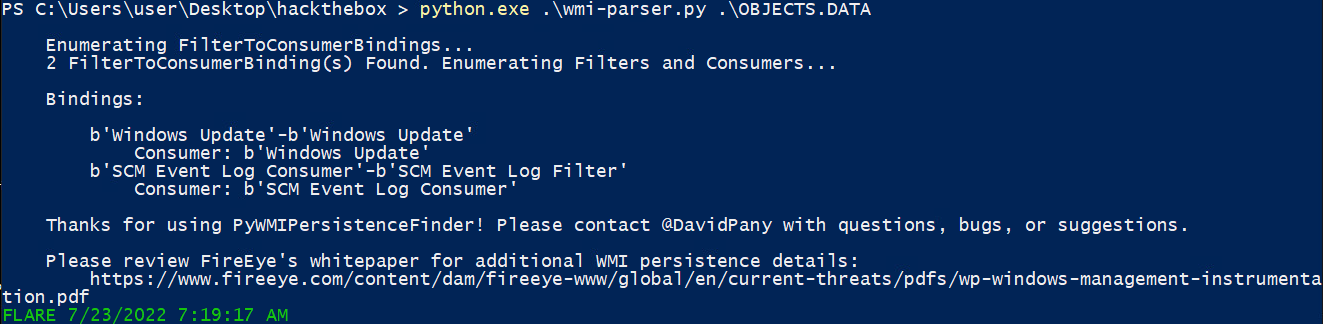 PS C:\Users\user\Desktop\hackthebox > python.exe .\wmi-parser.py .\OBJECTS.DATA
Enumerating FilterToConsumerBindings...
2 FilterToConsumerBinding(s) Found. Enumerating Filters and Consumers...
Bindings:
b'Windows Update'-b'Windows Update'
Consumer: b'Windows Update'
b'SCM Event Log Consumer'-b'SCM Event Log Filter'
Consumer: b'SCM Event Log Consumer'
Thanks for using PyWMIPersistenceFinder! Please contact @DavidPany with questions, bugs, or suggestions.
Please review FireEye's whitepaper for additional WMI persistence details:
https://www.fireeye.com/content/dam/fireeye-www/global/en/current-threats/pdfs/wp-windows-management-instrumenta
tion.pdf
FLARE 7/23/2022 7:19:17 AM